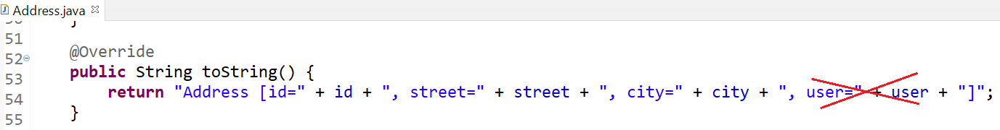 Address.java
51
52 @Override
53 public String toString() {
54 return "Address [id=" + id + ", street=" + street + ", city=" + city + ", user=" + user + "]";
55 }